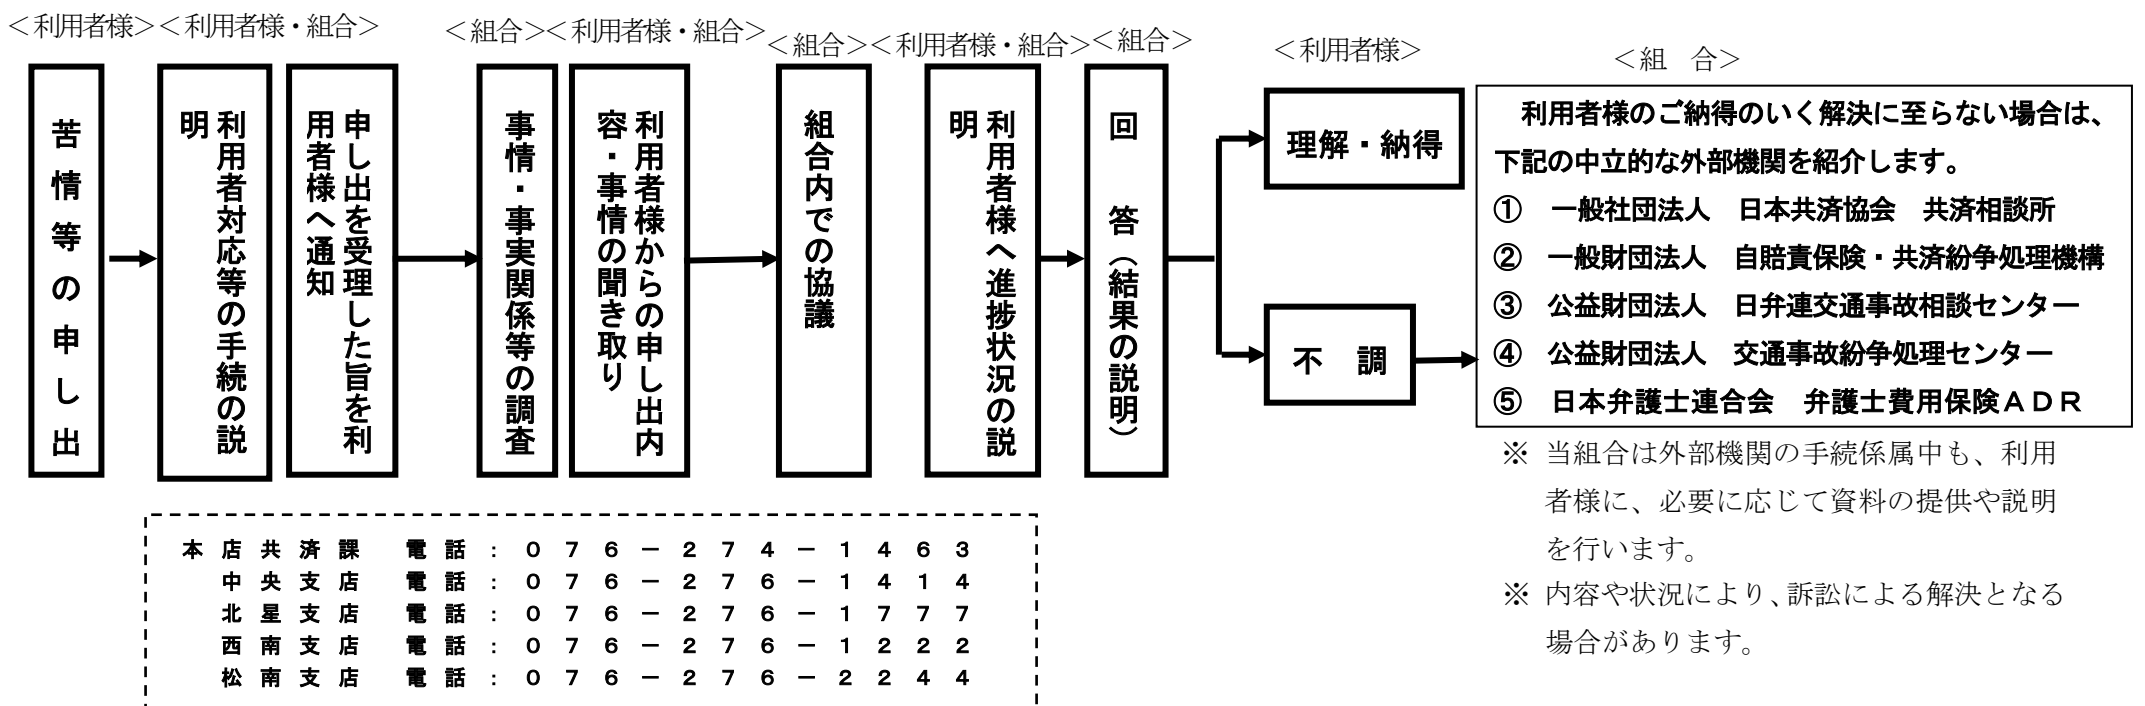 ＜利用者様＞
＜利用者様・組合＞
＜組合＞
＜利用者様・組合＞
＜組合＞
＜利用者様・組合＞
＜組合＞
＜利用者様＞
＜組　合＞
苦情等の申し出
利用者対応等の手続の説
明
申し出を受理した旨を利
用者様へ通知
事情・事実関係等の調査
利用者様からの申し出内
容・事情の聞き取り
組合内での協議
利用者様へ進捗状況の説
明
回　答（結果の説明）
理解・納得
不　調
利用者様のご納得のいく解決に至らない場合は、
下記の中立的な外部機関を紹介します。
①　一般社団法人　日本共済協会　共済相談所
②　一般財団法人　自賠責保険・共済紛争処理機構
③　公益財団法人　日弁連交通事故相談センター
④　公益財団法人　交通事故紛争処理センター
⑤　日本弁護士連合会　弁護士費用保険ＡＤＲ
※ 当組合は外部機関の手続係属中も、利用
者様に、必要に応じて資料の提供や説明
を行います。
※ 内容や状況により、訴訟による解決となる
場合があります。
本店共済課　電話：０７６－２７４－１４６３
中央支店　電話：０７６－２７６－１４１４
北星支店　電話：０７６－２７６－１７７７
西南支店　電話：０７６－２７６－１２２２
松南支店　電話：０７６－２７６－２２４４